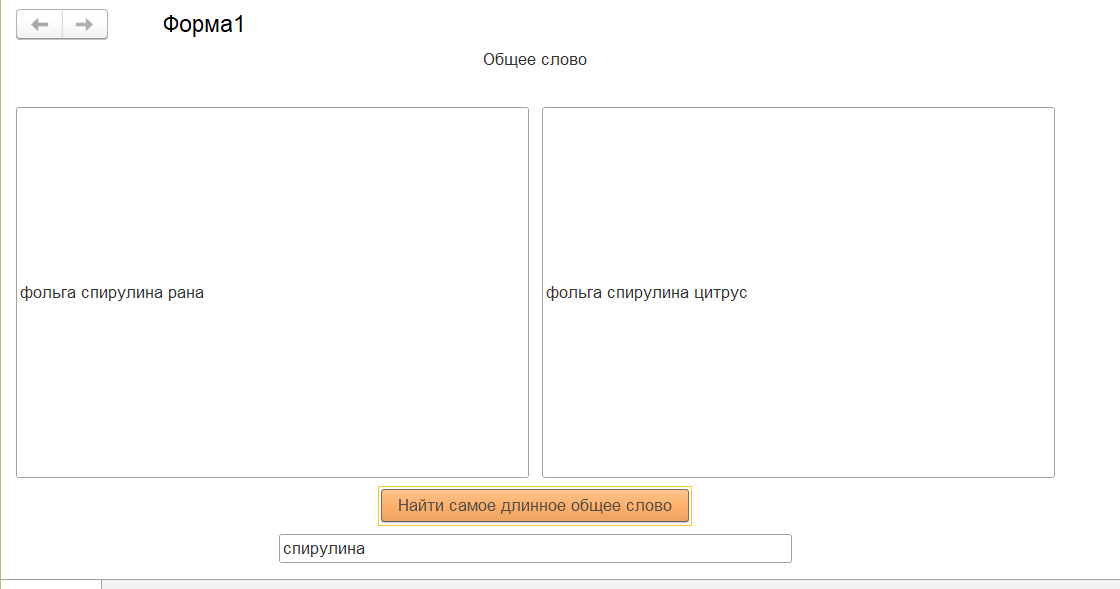 Форма1
Общее слово
фольга спирулина рана
фольга спирулина цитрус
Найти самое длинное общее слово
спирулина